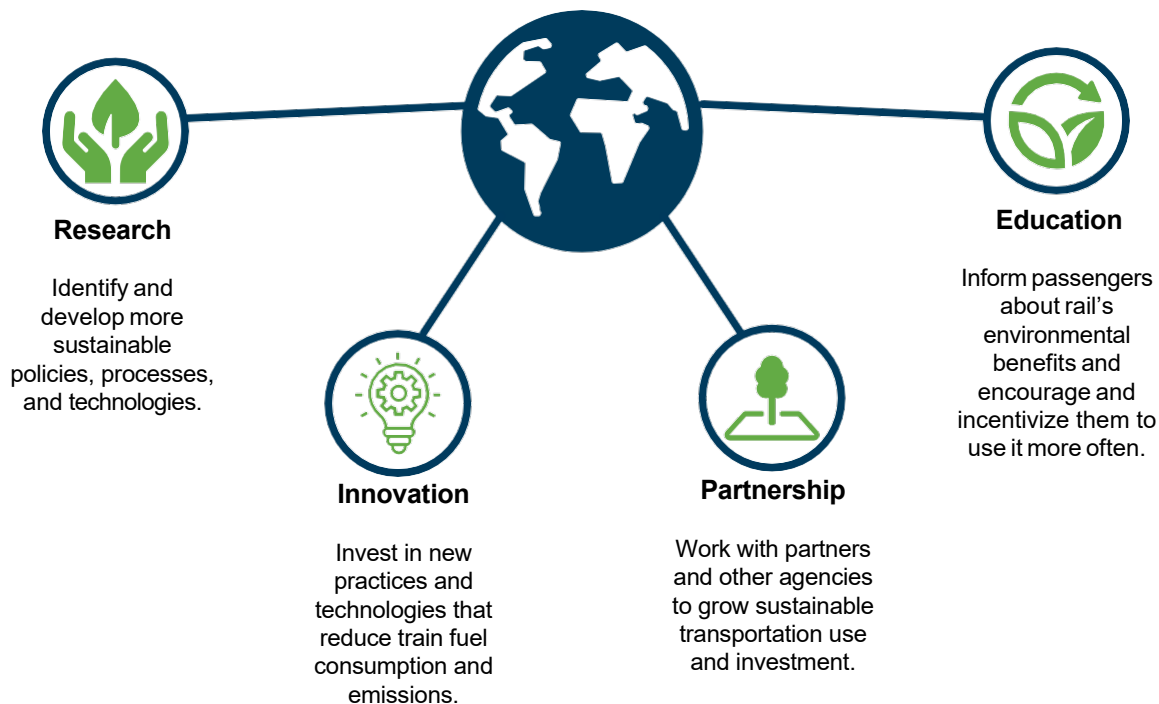 Research
Identify and
develop more
sustainable
policies, processes,
and technologies.
Innovation
Invest in new
practices and
technologies that
reduce train fuel
consumption and
emissions.
Partnership
Work with partners
and other agencies
to grow sustainable
transportation use
and investment.
Education
Inform passengers
about rail’s
environmental
benefits and
encourage and
incentivize them to
use it more often.